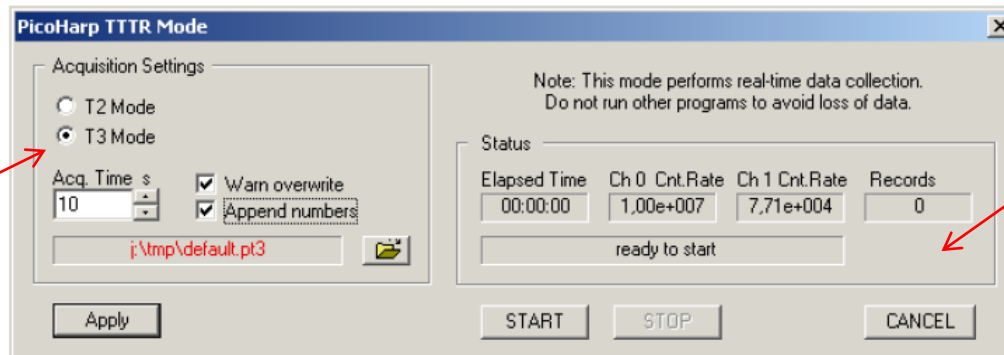 PicoHarp TTTR Mode
Acquisition Settings
T2 Mode
T3 Mode
Acq. Time s
10
Warn overwrite
Append numbers
j:\tmp\default.pt3
Apply
Note: This mode performs real-time data collection.
Do not run other programs to avoid loss of data.
Status
Elapsed Time Ch 0 Cnt.Rate Ch 1 Cnt.Rate Records
00:00:00 1,00e+007 7,71e+004 0
ready to start
START STOP CANCEL